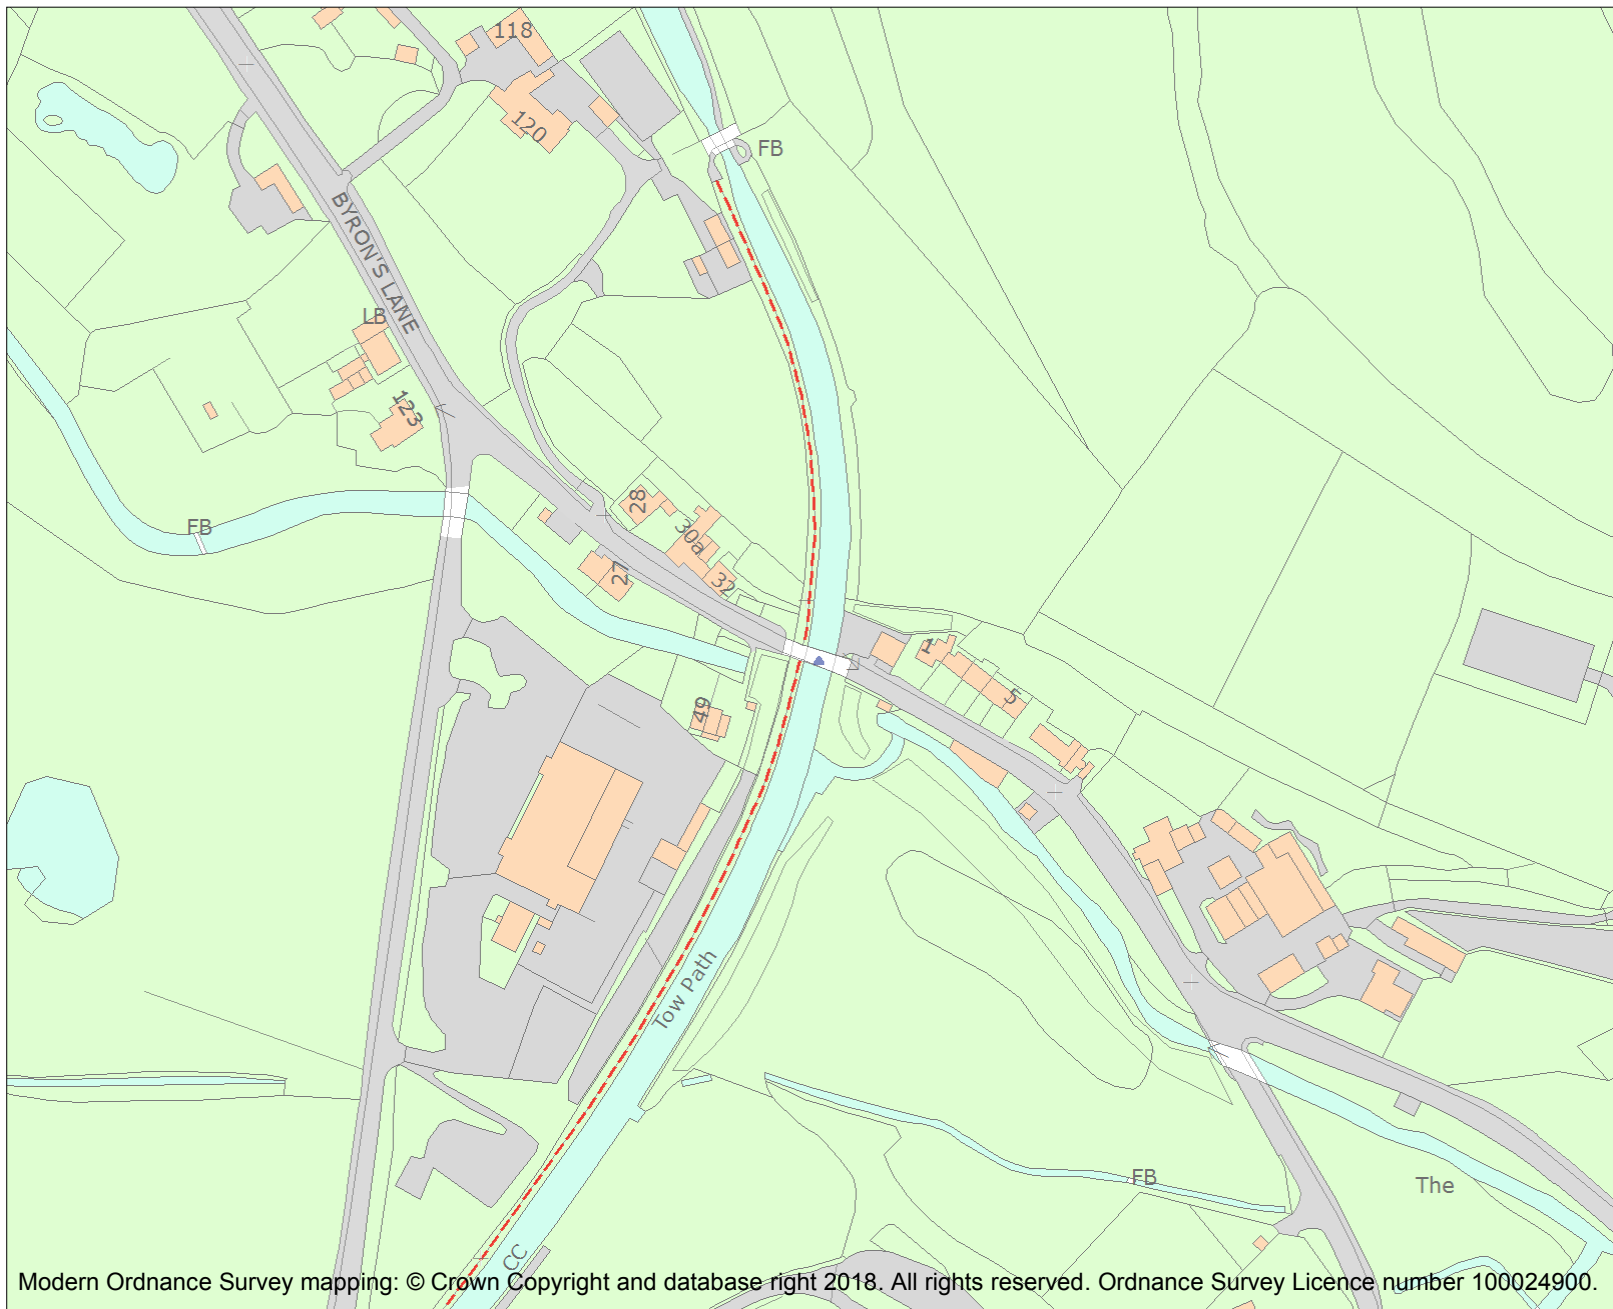 118
120
FB
BYRON'S LANE
LB
123
28
FB
30a
27
32
1
5
49
Tow Path
FB
The
CC
Modern Ordnance Survey mapping: © Crown Copyright and database right 2018. All rights reserved. Ordnance Survey Licence number 100024900.